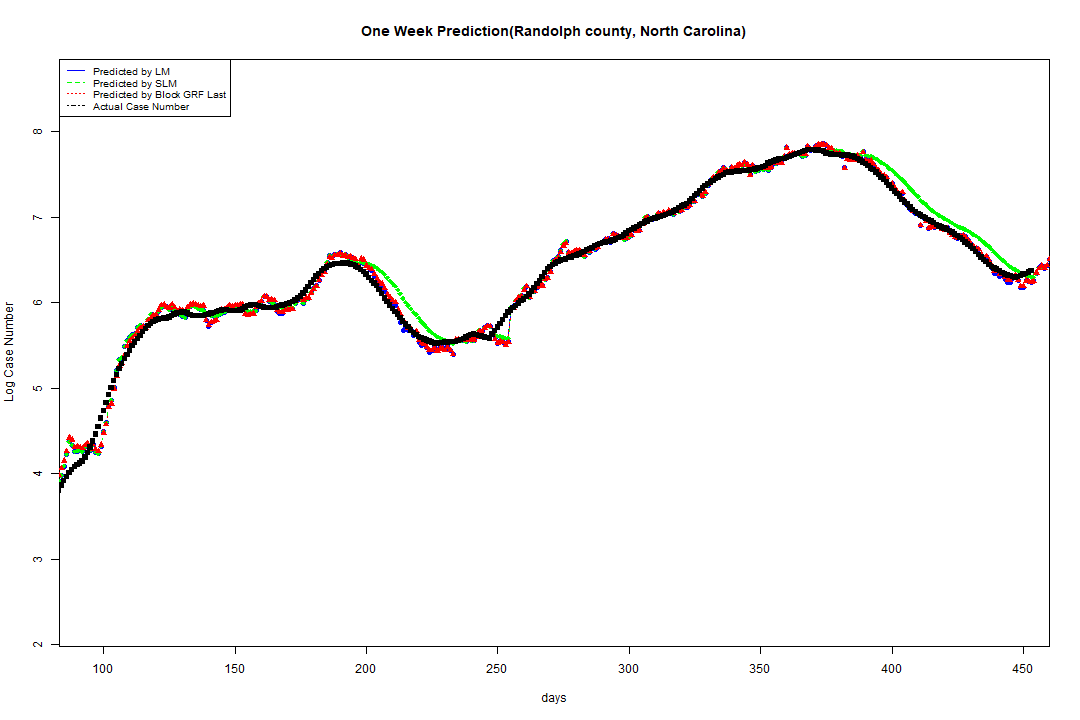 One Week Prediction(Randolph county, North Carolina)
Predicted by LM
Predicted by SLM
Predicted by Block GRF Last
Actual Case Number
Log Case Number
8
7
6
5
4
3
2
100 150 200 250 300 350 400 450
days